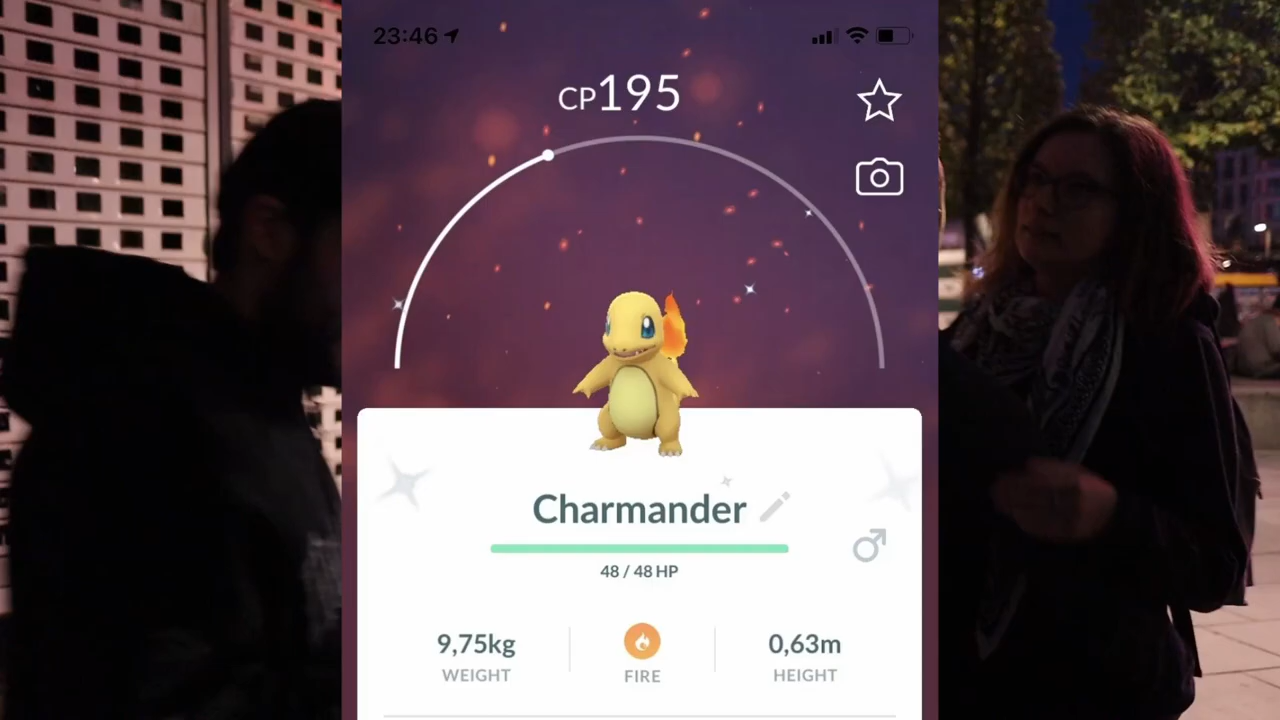 23:46
CP195
Charmander
48 / 48 HP
9,75kg
WEIGHT
FIRE
0,63m
HEIGHT